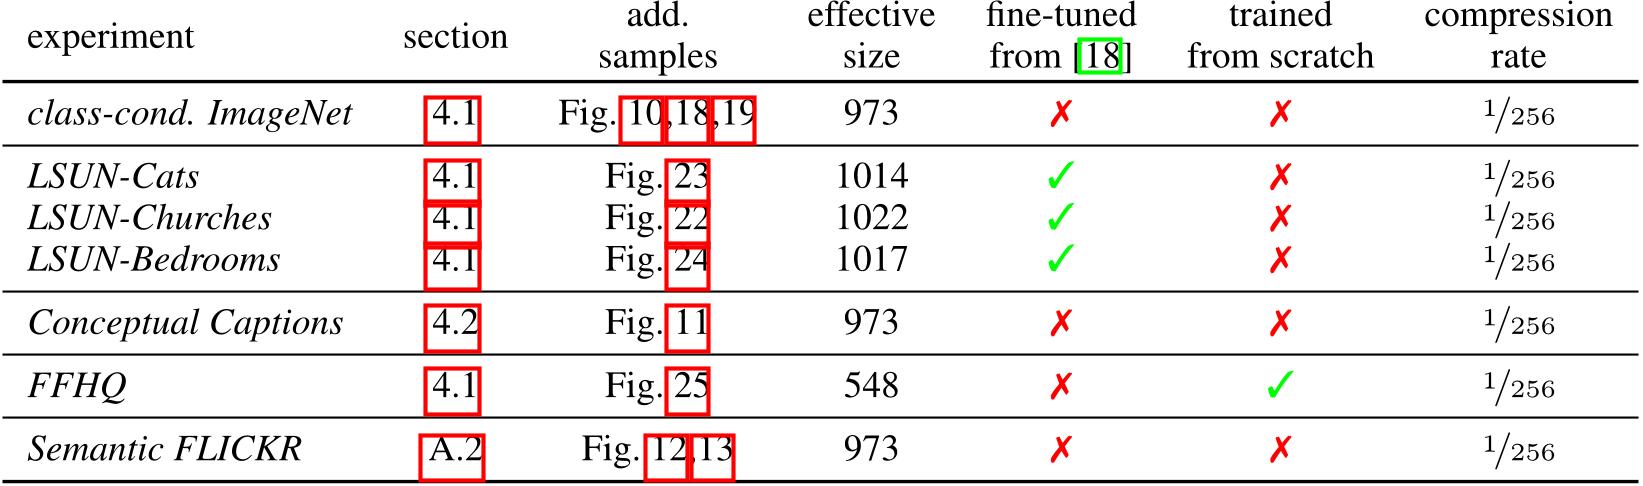 experiment section add. samples effective size fine-tuned from [18] trained from scratch compression rate
class-cond. ImageNet 4.1 Fig. 10,18,19 973 ✗ ✗ 1/256
LSUN-Cats 4.1 Fig. 23 1014 ✓ ✗ 1/256
LSUN-Churches 4.1 Fig. 22 1022 ✓ ✗ 1/256
LSUN-Bedrooms 4.1 Fig. 24 1017 ✓ ✗ 1/256
Conceptual Captions 4.2 Fig. 11 973 ✗ ✗ 1/256
FFHQ 4.1 Fig. 25 548 ✗ ✓ 1/256
Semantic FLICKR A.2 Fig. 12,13 973 ✗ ✗ 1/256